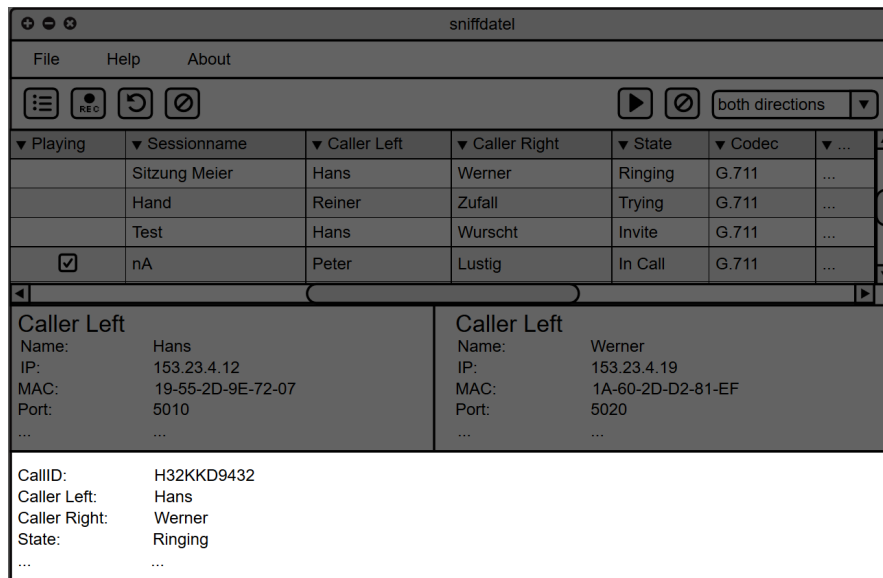 sniffdatel
File Help About
REC both directions
Playing Sessionname Caller Left Caller Right State Codec ...
Sitzung Meier Hans Werner Ringing G.711 ...
Hand Reiner Zufall Trying G.711 ...
Test Hans Wurscht Invite G.711 ...
nA Peter Lustig In Call G.711 ...
Caller Left Caller Left
Name: Hans Name: Werner
IP: 153.23.4.12 IP: 153.23.4.19
MAC: 19-55-2D-9E-72-07 MAC: 1A-60-2D-D2-81-EF
Port: 5010 Port: 5020
... ... ... ...
CallID: H32KKD9432
Caller Left: Hans
Caller Right: Werner
State: Ringing
... ...